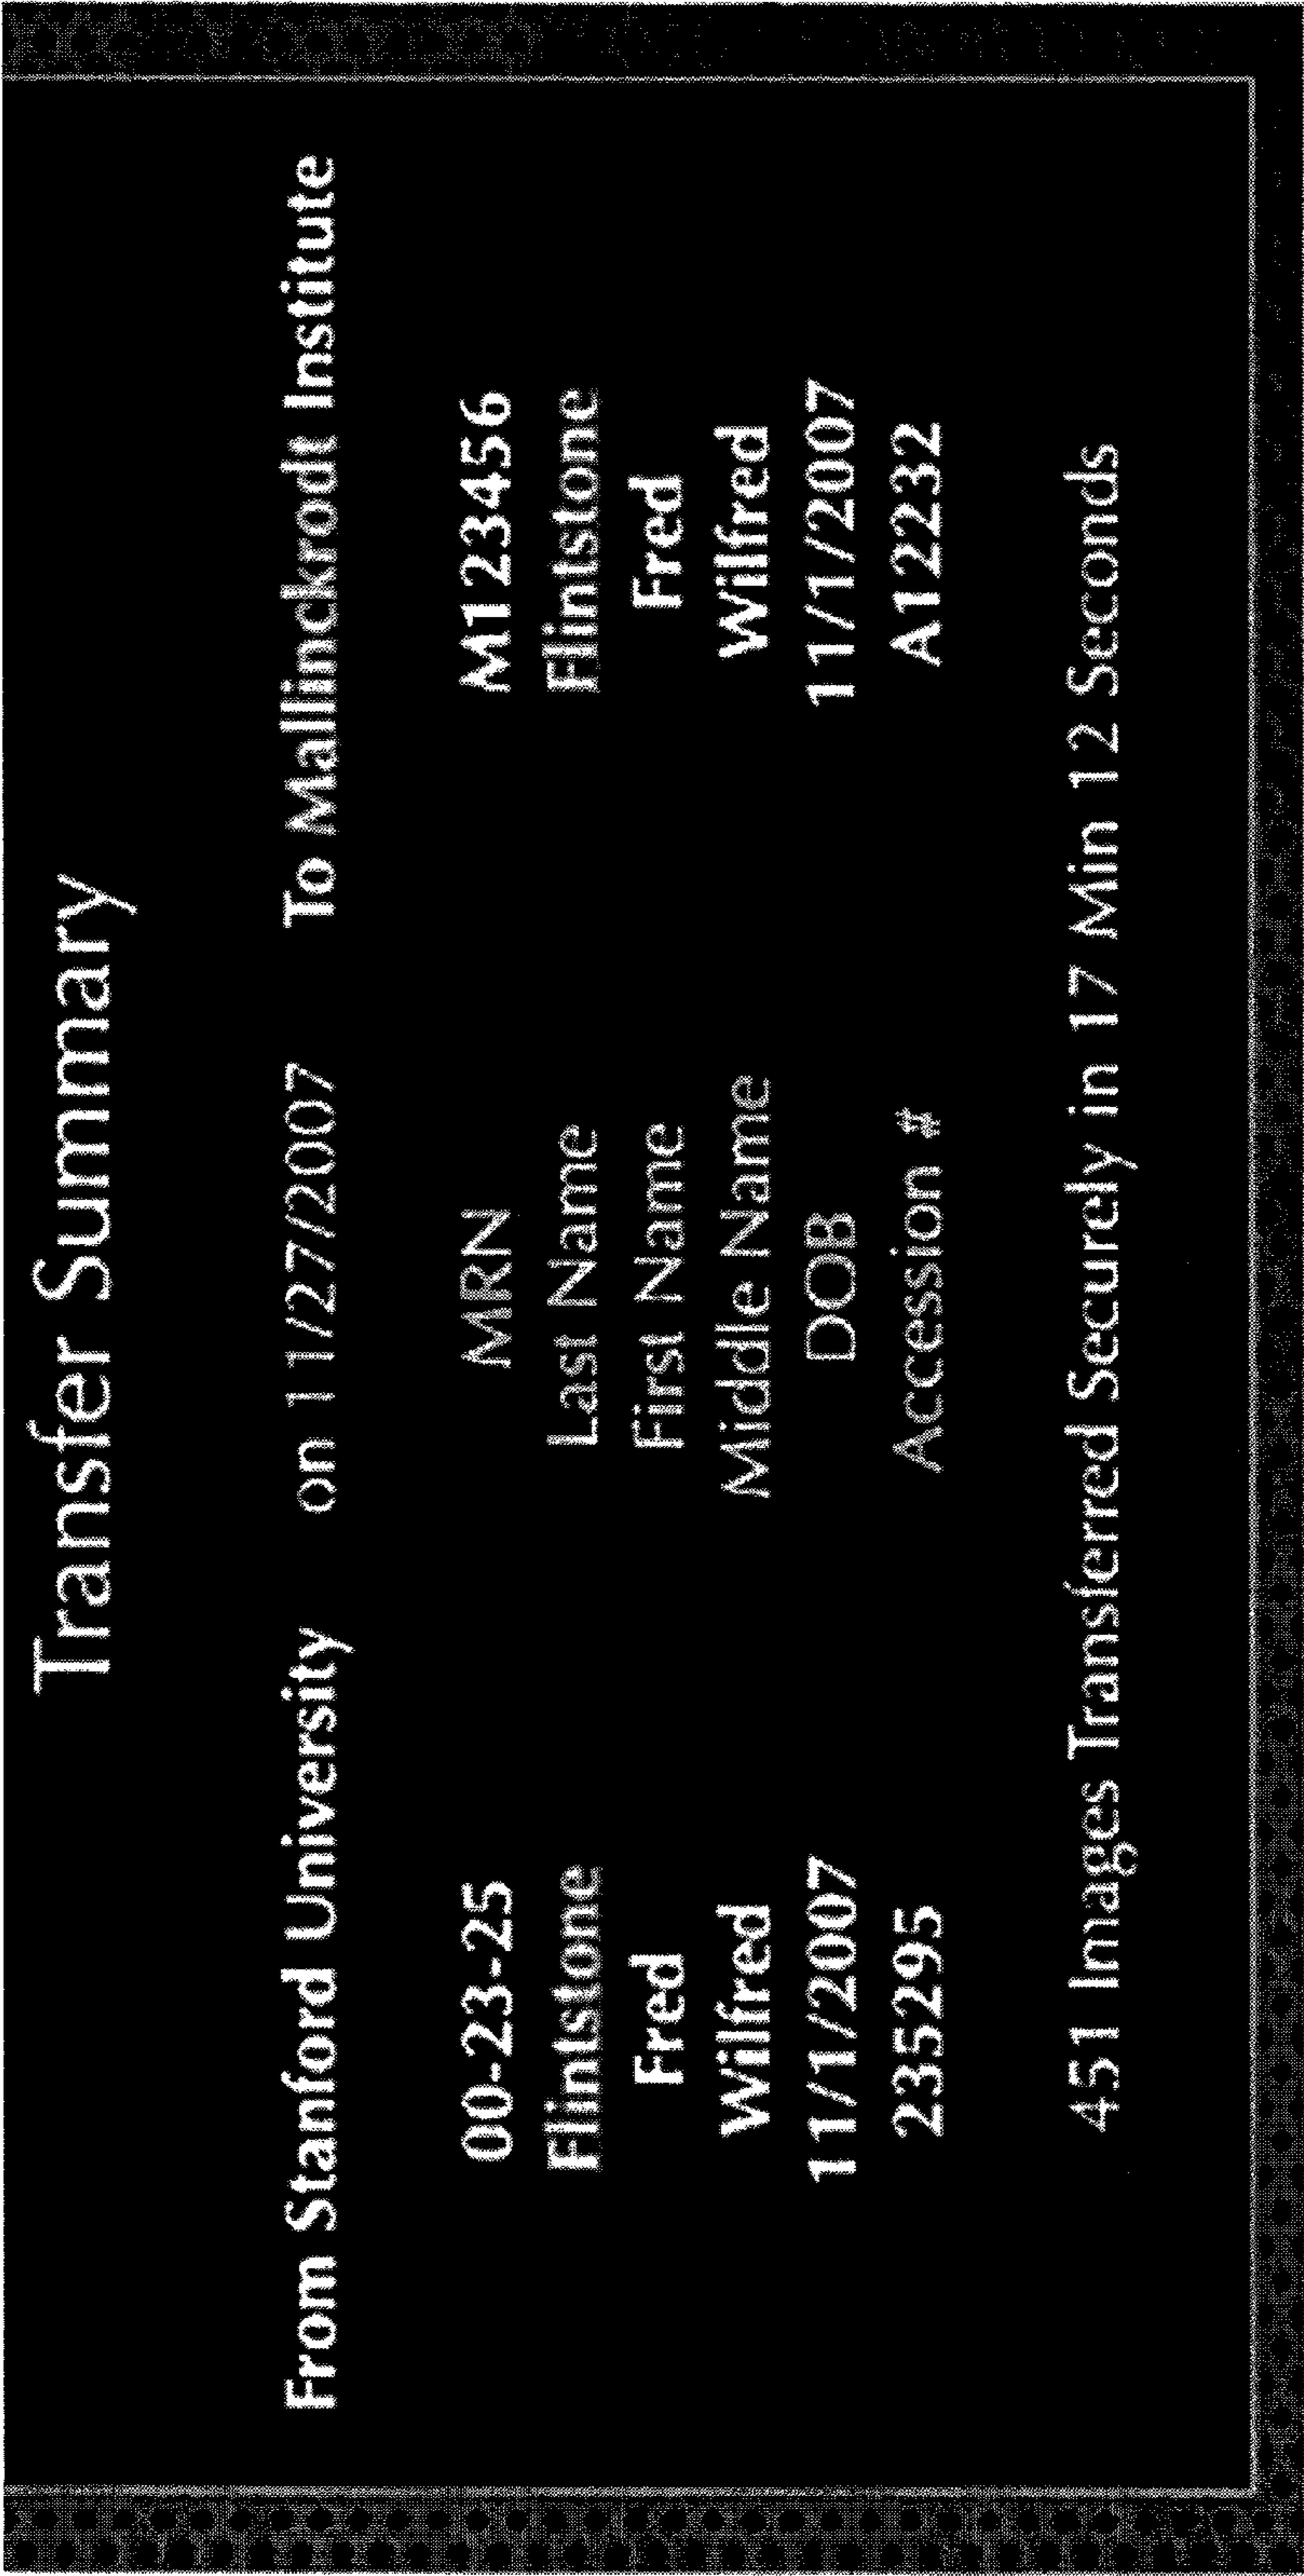 Transfer Summary
From Stanford University on 11/27/2007 To Mallinckrodt Institute
00-23-25 MRN M123456
Flintstone Last Name Flintstone
Fred First Name Fred
Wilfred Middle Name Wilfred
11/1/2007 DOB 11/1/2007
235295 Accession # A12232
451 Images Transferred Securely in 17 Min 12 Seconds